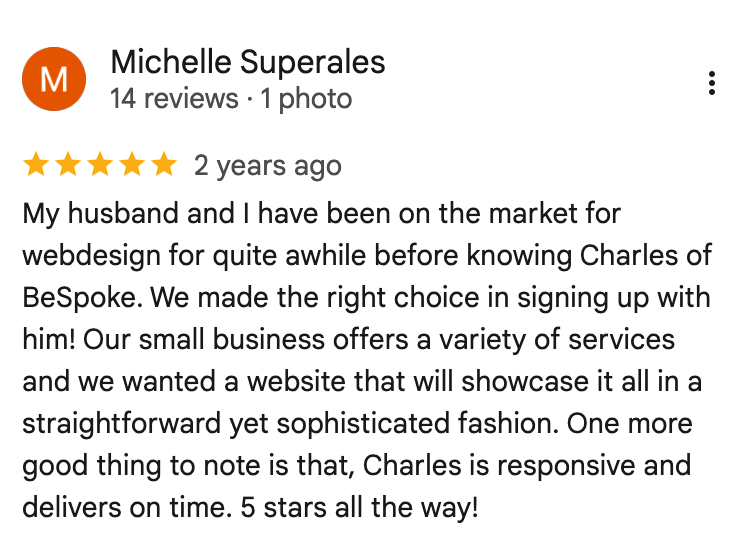 M
Michelle Superales
14 reviews · 1 photo
2 years ago
My husband and I have been on the market for
webdesign for quite awhile before knowing Charles of
BeSpoke. We made the right choice in signing up with
him! Our small business offers a variety of services
and we wanted a website that will showcase it all in a
straightforward yet sophisticated fashion. One more
good thing to note is that, Charles is responsive and
delivers on time. 5 stars all the way!